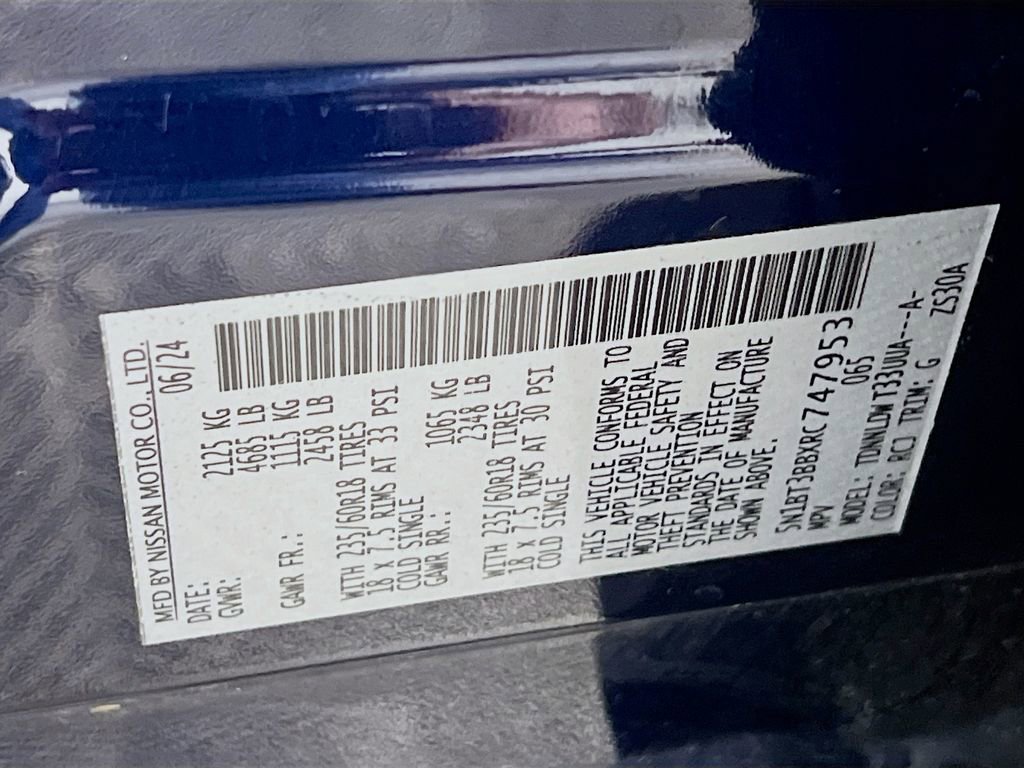 MFD BY NISSAN MOTOR CO., LTD.
DATE: 06/24
GVWR: 2125 KG
4685 LB
GAWR FR.: 1115 KG
2458 LB
WITH 235/60R18 TIRES
18 X 7.5 RIMS AT 33 PSI
COLD SINGLE
GAWR RR.: 1065 KG
2348 LB
WITH 235/60R18 TIRES
18 X 7.5 RIMS AT 30 PSI
COLD SINGLE
THIS VEHICLE CONFORMS TO
ALL APPLICABLE FEDERAL
MOTOR VEHICLE SAFETY AND
THEFT PREVENTION
STANDARDS IN EFFECT ON
THE DATE OF MANUFACTURE
SHOWN ABOVE.
5N1BT3BBXRC747953
MPV 065
MODEL: TDNNLDWT33UUA---A-
COLOR: RCJ TRIM: G ZS30A